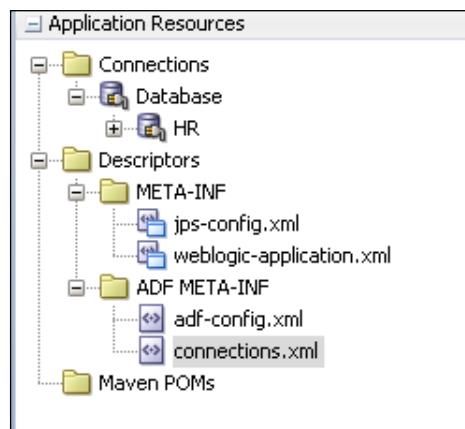 Application Resources
Connections
Database
HR
Descriptors
META-INF
jps-config.xml
weblogic-application.xml
ADF META-INF
adf-config.xml
connections.xml
Maven POMs